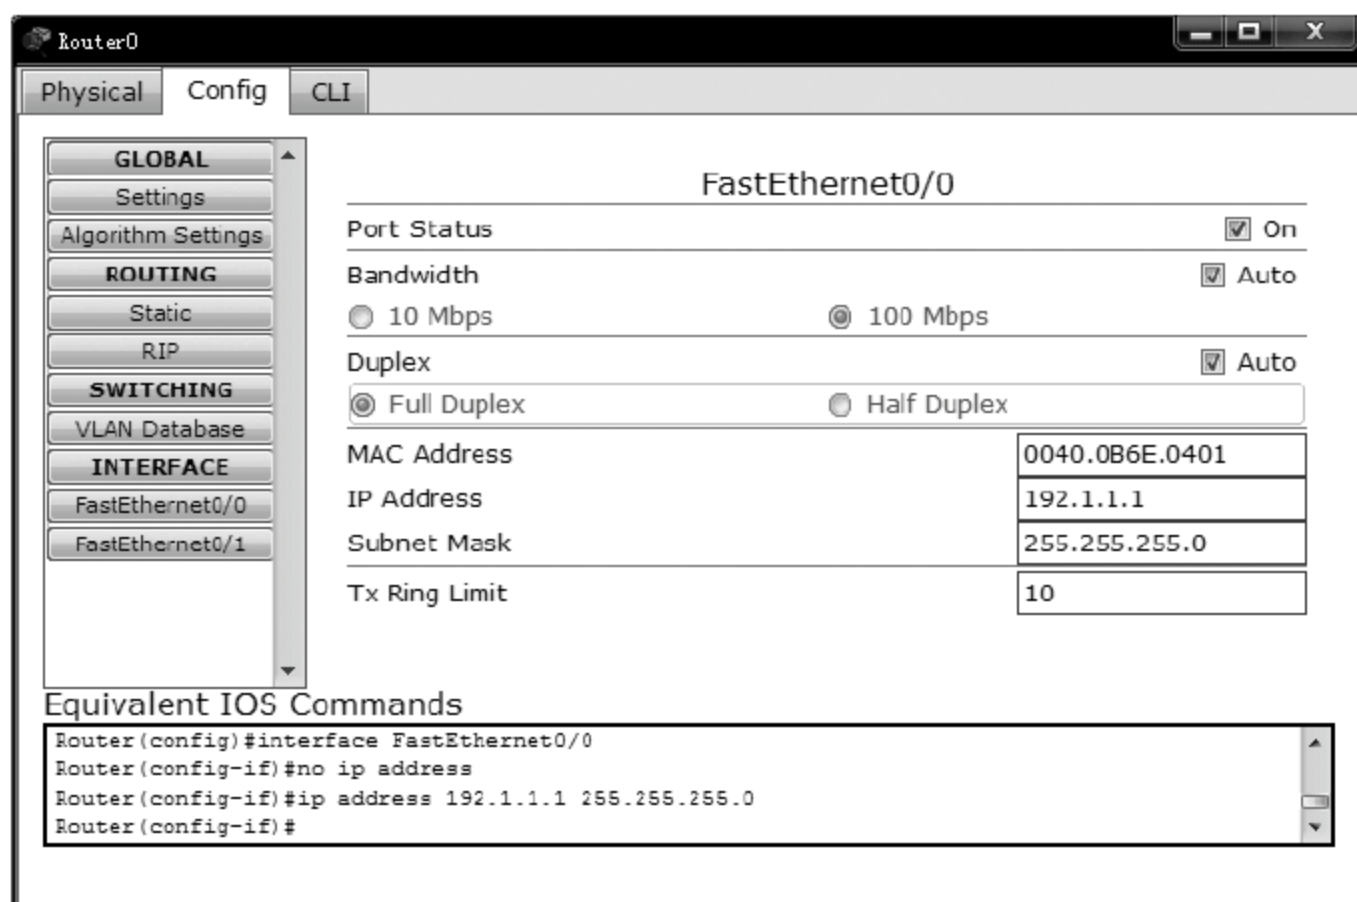 Router0
X
Physical Config CLI
GLOBAL
Settings
Algorithm Settings
ROUTING
Static
RIP
SWITCHING
VLAN Database
INTERFACE
FastEthernet0/0
FastEthernet0/1
FastEthernet0/0
Port Status On
Bandwidth Auto
10 Mbps 100 Mbps
Duplex Auto
Full Duplex Half Duplex
MAC Address 0040.0B6E.0401
IP Address 192.1.1.1
Subnet Mask 255.255.255.0
Tx Ring Limit 10
Equivalent IOS Commands
Router(config)#interface FastEthernet0/0
Router(config-if)#no ip address
Router(config-if)#ip address 192.1.1.1 255.255.255.0
Router(config-if)#